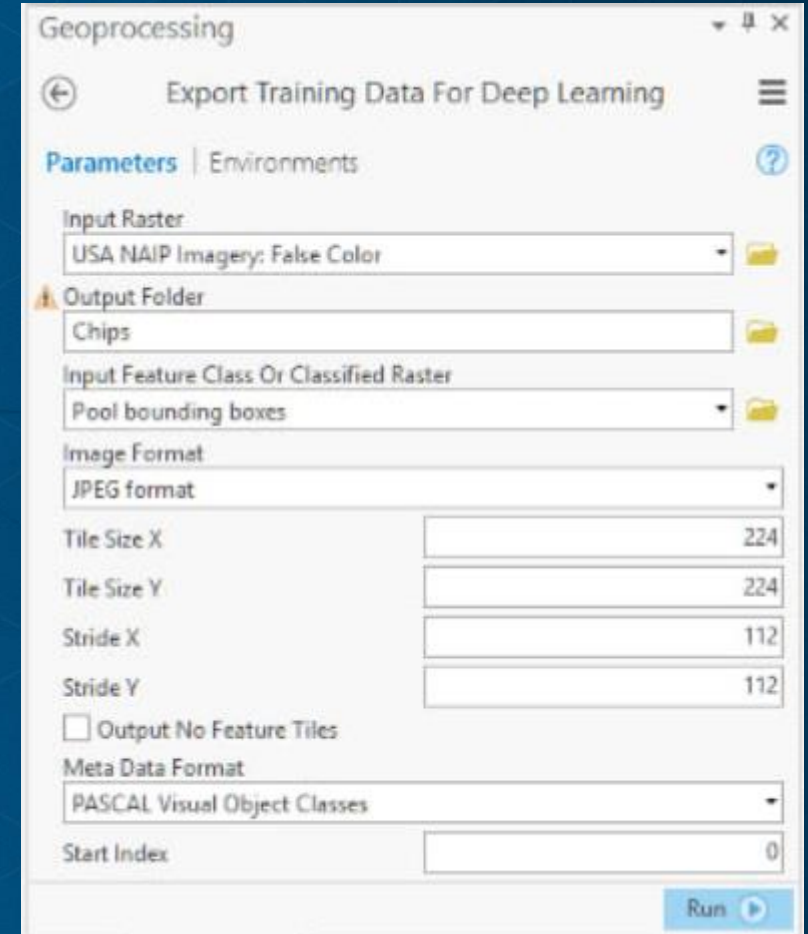 Geoprocessing
Export Training Data For Deep Learning
Parameters | Environments
Input Raster
USA NAIP Imagery: False Color
Output Folder
Chips
Input Feature Class Or Classified Raster
Pool bounding boxes
Image Format
JPEG format
Tile Size X 224
Tile Size Y 224
Stride X 112
Stride Y 112
Output No Feature Tiles
Meta Data Format
PASCAL Visual Object Classes
Start Index 0
Run